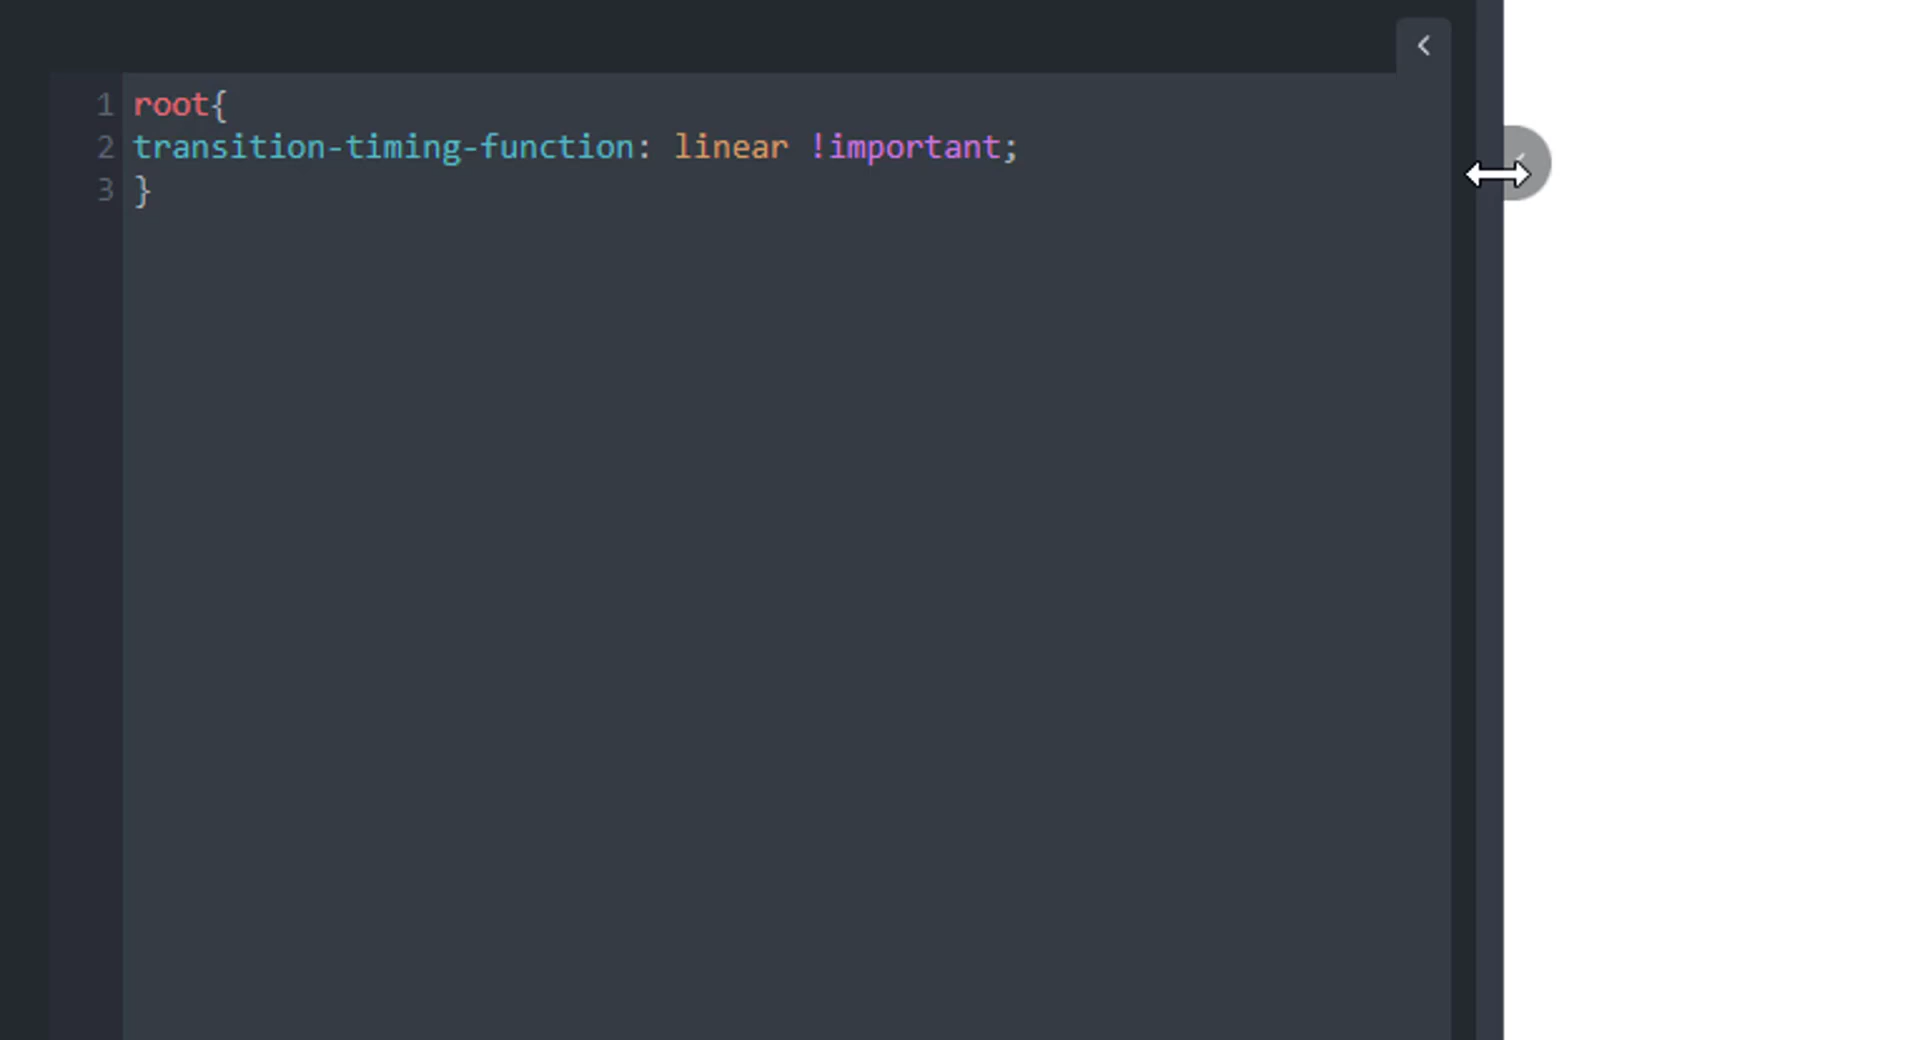 1 root{
2 transition-timing-function: linear !important;
3 }